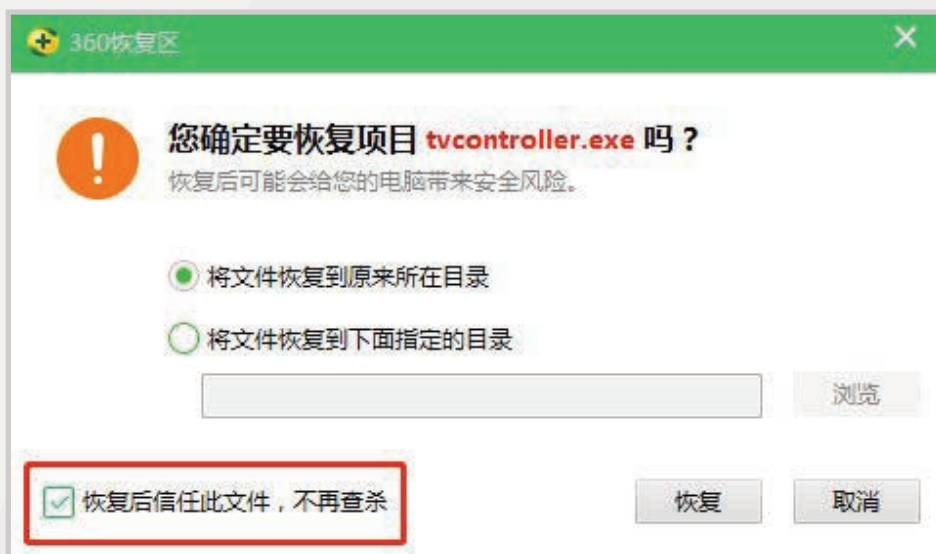 360恢复区
您确定要恢复项目 tvcontroller.exe 吗？
恢复后可能会给您的电脑带来安全风险。
将文件恢复到原来所在目录
将文件恢复到下面指定的目录
浏览
恢复后信任此文件，不再查杀
恢复
取消